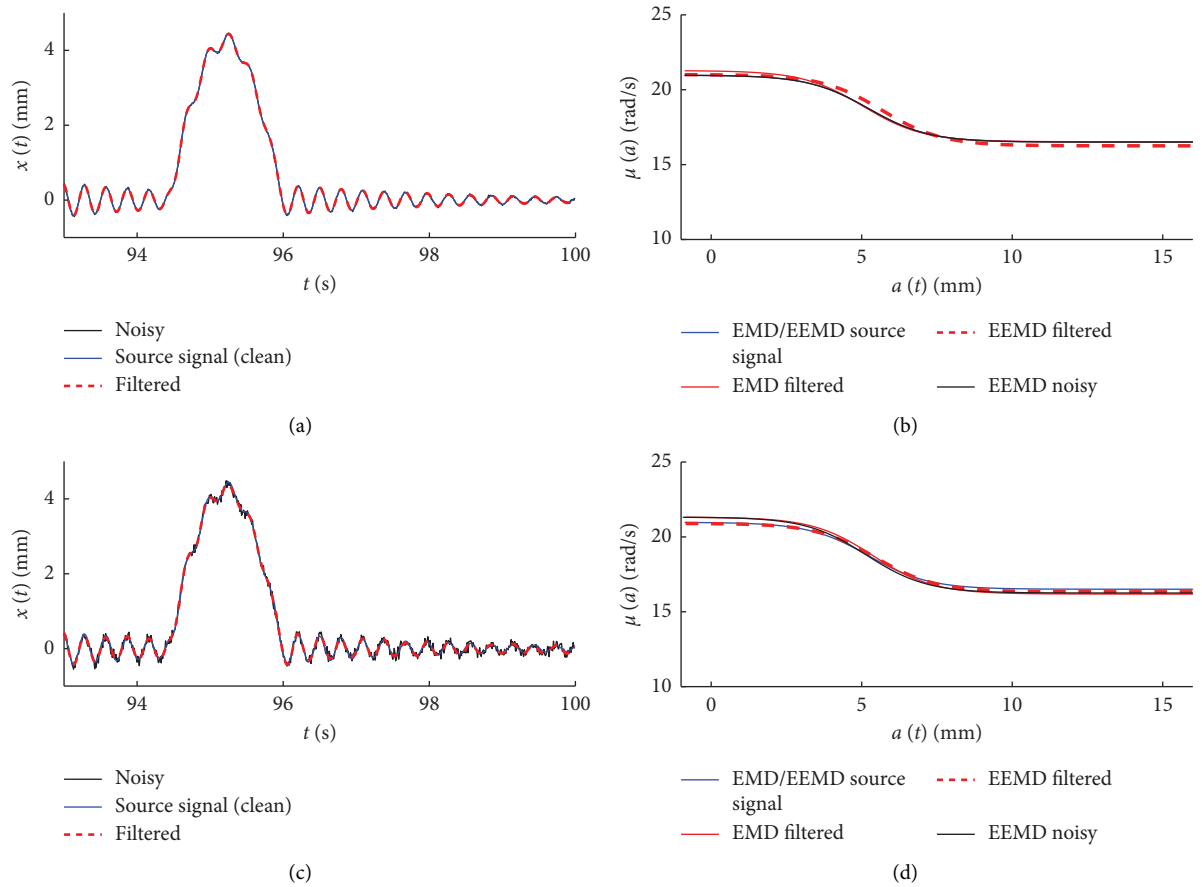 4
2
0
x (t) (mm)
94
96
98
100
t (s)
Noisy
Source signal (clean)
Filtered
(a)
25
20
15
10
μ (a) (rad/s)
0
5
10
15
a (t) (mm)
EMD/EEMD source
signal
EMD filtered
EEMD filtered
EEMD noisy
(b)
4
2
0
x (t) (mm)
94
96
98
100
t (s)
Noisy
Source signal (clean)
Filtered
(c)
25
20
15
10
μ (a) (rad/s)
0
5
10
15
a (t) (mm)
EMD/EEMD source
signal
EMD filtered
EEMD filtered
EEMD noisy
(d)